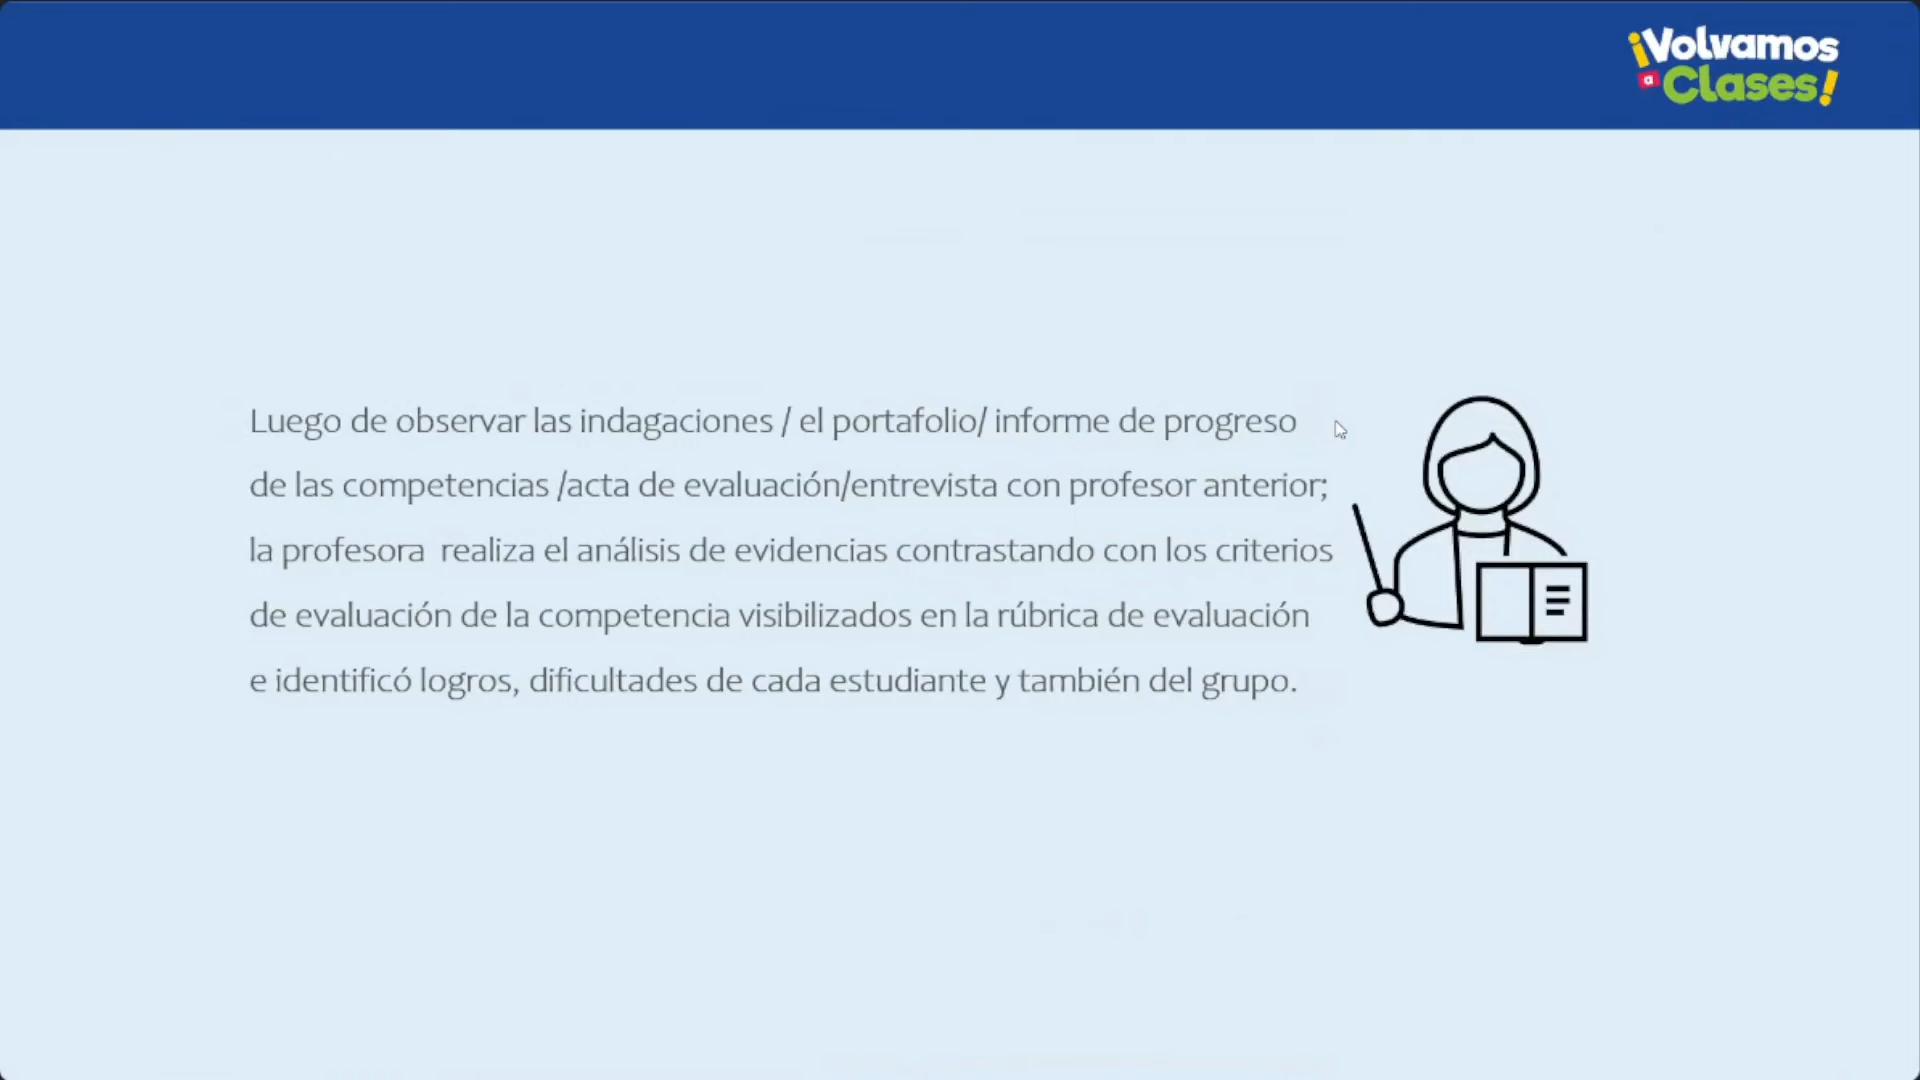 ¡Volvamos
a Clases!
Luego de observar las indagaciones / el portafolio/ informe de progreso
de las competencias /acta de evaluación/entrevista con profesor anterior;
la profesora  realiza el análisis de evidencias contrastando con los criterios
de evaluación de la competencia visibilizados en la rúbrica de evaluación
e identificó logros, dificultades de cada estudiante y también del grupo.